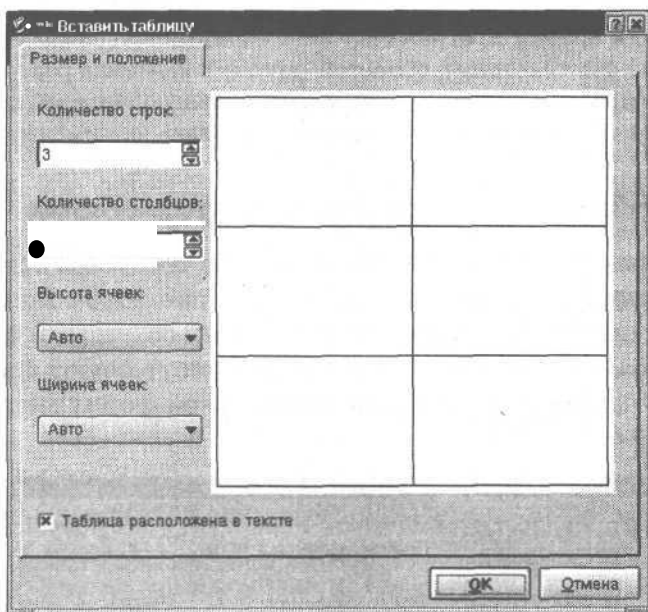 Вставить таблицу
Размер и положение
Количество строк:
3
Количество столбцов:
Высота ячеек:
Авто
Ширина ячеек:
Авто
Таблица расположена в тексте
OK
Отмена